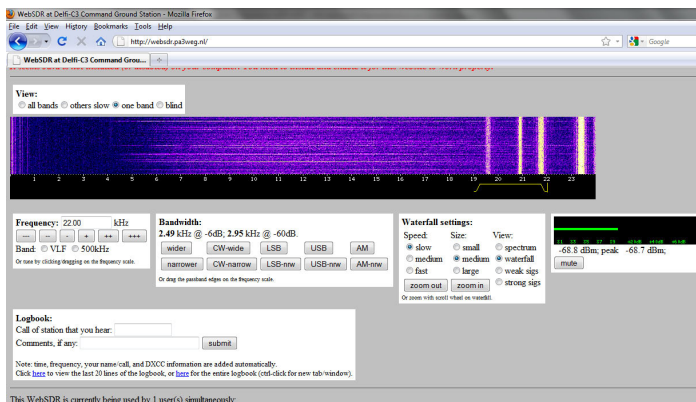 WebSDR at Delfi-C3 Command Ground Station - Mozilla Firefox
File Edit View History Bookmarks Tools Help
http://websdr.pa3weg.nl/
Google
WebSDR at Delfi-C3 Command Grou...
View:
all bands others slow one band blind
1 2 3 4 5 6 7 8 9 10 11 12 13 14 15 16 17 18 19 20 21 22 23
Frequency: 22.00 kHz
--- -- - + ++ +++
Band: VLF 500kHz
Or tune by clicking/dragging on the frequency scale.
Bandwidth:
2.49 kHz @ -6dB; 2.95 kHz @ -60dB.
wider CW-wide LSB USB AM
narrower CW-narrow LSB-nrw USB-nrw AM-nrw
Or drag the passband edges on the frequency scale.
Waterfall settings:
Speed: Size: View:
slow small spectrum
medium medium waterfall
fast large weak sigs
zoom out zoom in strong sigs
Or zoom with scroll wheel on waterfall.
-68.8 dBm; peak -68.7 dBm;
mute
Logbook:
Call of station that you hear:
Comments, if any: submit
Note: time, frequency, your name/call, and DXCC information are added automatically.
Click here to view the last 20 lines of the logbook, or here for the entire logbook (ctrl-click for new tab/window).
This WebSDR is currently being used by 1 user(s) simultaneously: